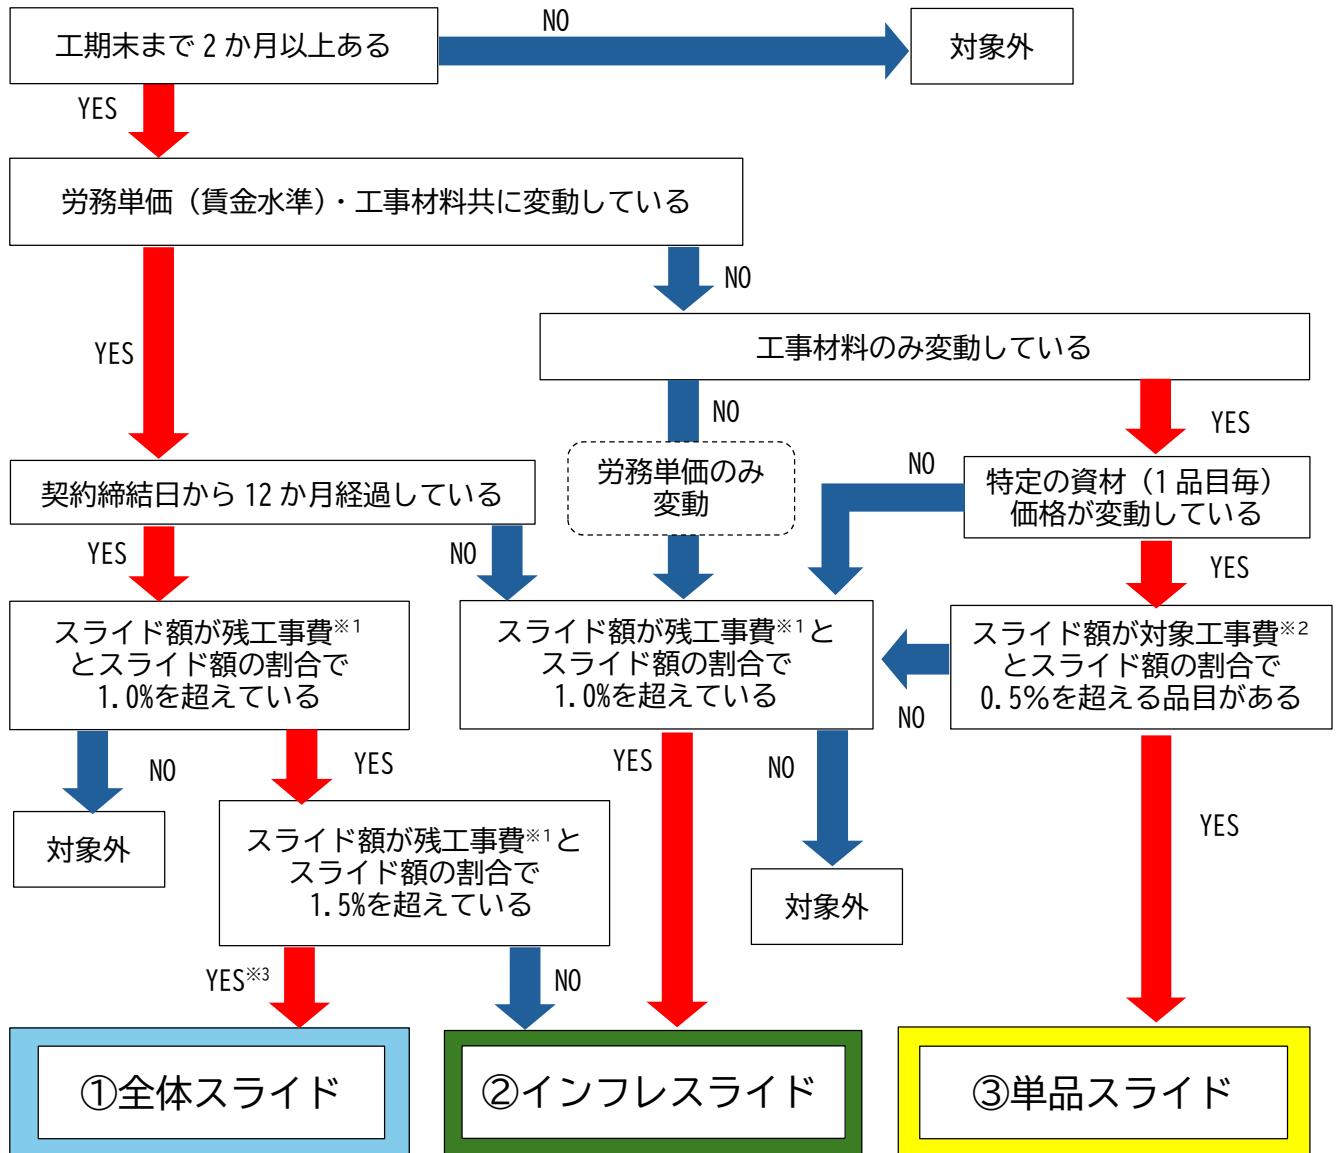 工期末まで2か月以上ある
NO
対象外
YES
労務単価（賃金水準）・工事材料共に変動している
NO
YES
工事材料のみ変動している
NO
YES
労務単価のみ
変動
契約締結日から12か月経過している
NO
特定の資材（1品目毎）
価格が変動している
YES
NO
YES
スライド額が残工事費※1
とスライド額の割合で
1.0%を超えている
スライド額が残工事費※1と
スライド額の割合で
1.0%を超えている
スライド額が対象工事費※2
とスライド額の割合で
0.5%を超える品目がある
NO
NO
YES
YES
NO
YES
対象外
スライド額が残工事費※1と
スライド額の割合で
1.5%を超えている
対象外
YES※3
NO
①全体スライド
②インフレスライド
③単品スライド